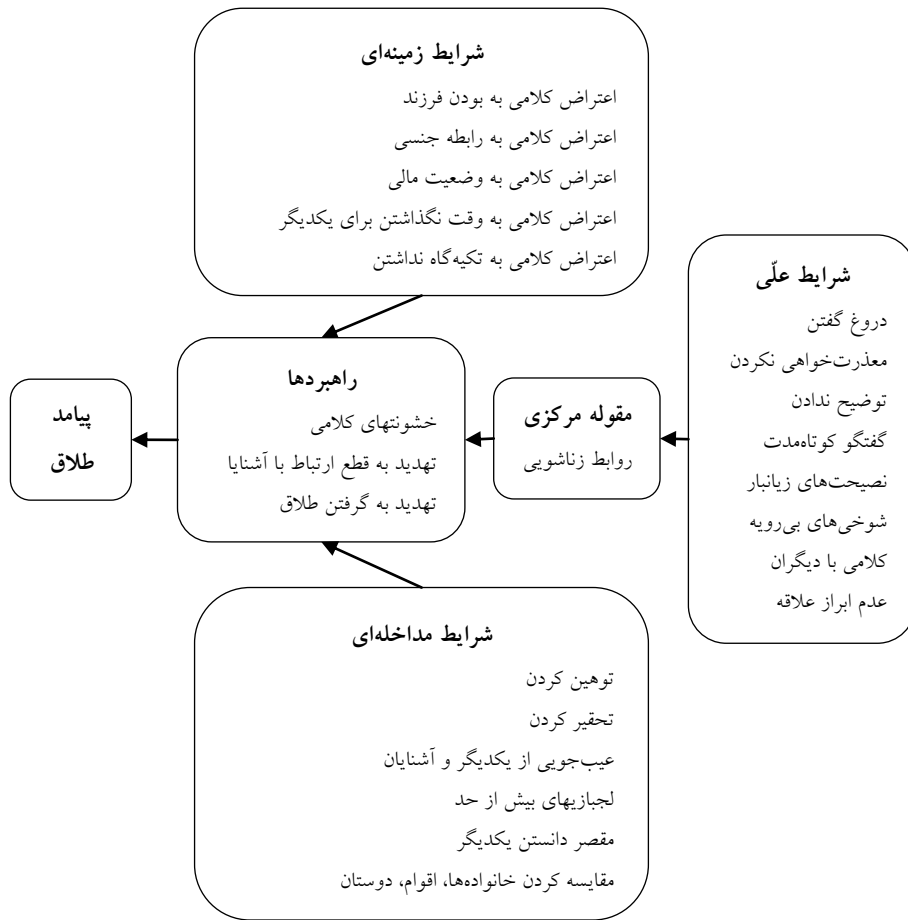 شرایط زمینه‌ای
اعتراض کلامی به بودن فرزند
اعتراض کلامی به رابطه جنسی
اعتراض کلامی به وضعیت مالی
اعتراض کلامی به وقت نگذاشتن برای یکدیگر
اعتراض کلامی به تکیه‌گاه نداشتن
شرایط علّی
دروغ گفتن
معذرت‌خواهی نکردن
توضیح ندادن
گفتگو کوتاه‌مدت
نصیحت‌های زیانبار
شوخی‌های بی‌رویه
کلامی با دیگران
عدم ابراز علاقه
مقوله مرکزی
روابط زناشویی
راهبردها
خشونتهای کلامی
تهدید به قطع ارتباط با آشنایا
تهدید به گرفتن طلاق
پیامد
طلاق
شرایط مداخله‌ای
توهین کردن
تحقیر کردن
عیب‌جویی از یکدیگر و آشنایان
لجبازیهای بیش از حد
مقصر دانستن یکدیگر
مقایسه کردن خانواده‌ها، اقوام، دوستان